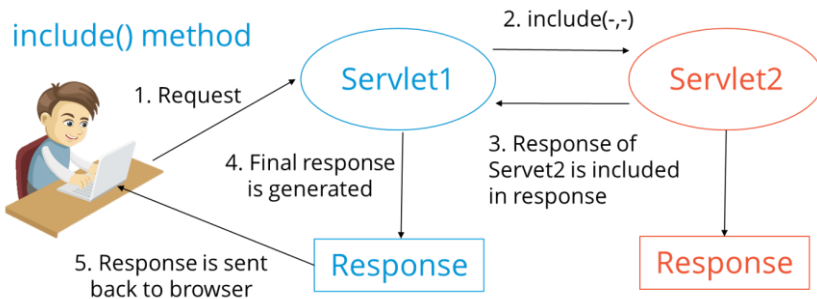 include() method
1. Request
Servlet1
2. include(-,-)
Servlet2
3. Response of
Servet2 is included
in response
4. Final response
is generated
Response
Response
5. Response is sent
back to browser